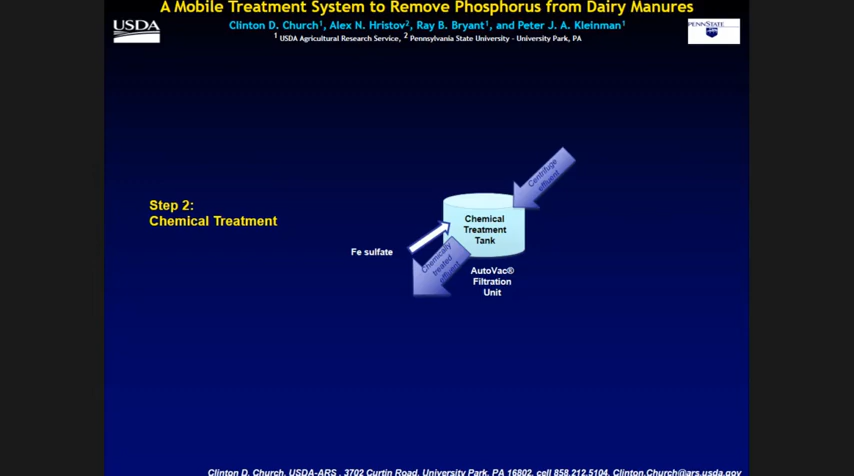 A Mobile Treatment System to Remove Phosphorus from Dairy Manures
Clinton D. Church¹, Alex N. Hristov², Ray B. Bryant¹, and Peter J. A. Kleinman¹
¹ USDA Agricultural Research Service, ² Pennsylvania State University - University Park, PA
USDA
PENNSTATE
Step 2:
Chemical Treatment
Centrifuge
effluent
Chemical
Treatment
Tank
Fe sulfate
Chemically
treated
effluent
AutoVac®
Filtration
Unit
Clinton D. Church, USDA-ARS , 3702 Curtin Road, University Park, PA 16802, cell 858.212.5104, Clinton.Church@ars.usda.gov